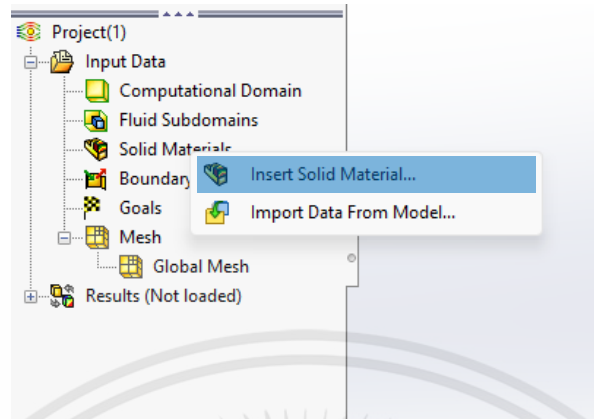 Project(1)
Input Data
Computational Domain
Fluid Subdomains
Solid Materials
Insert Solid Material...
Boundary
Import Data From Model...
Goals
Mesh
Global Mesh
Results (Not loaded)